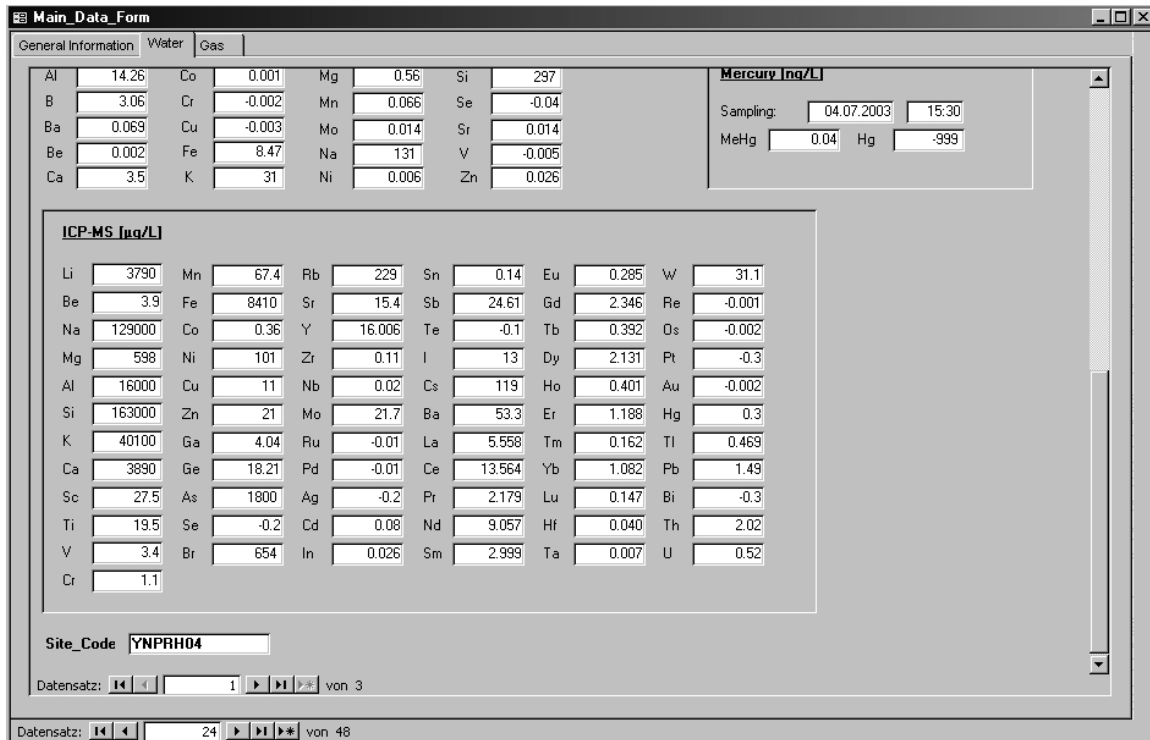 Main_Data_Form
General Information Water Gas
Al 14.26 Co 0.001 Mg 0.56 Si 297 Mercury [ng/L]
B 3.06 Cr -0.002 Mn 0.066 Se -0.04 Sampling: 04.07.2003 15:30
Ba 0.069 Cu -0.003 Mo 0.014 Sr 0.014
Be 0.002 Fe 8.47 Na 131 V -0.005 MeHg 0.04 Hg -999
Ca 3.5 K 31 Ni 0.006 Zn 0.026
ICP-MS [µg/L]
Li 3790 Mn 67.4 Rb 229 Sn 0.14 Eu 0.285 W 31.1
Be 3.9 Fe 8410 Sr 15.4 Sb 24.61 Gd 2.346 Re -0.001
Na 129000 Co 0.36 Y 16.006 Te -0.1 Tb 0.392 Os -0.002
Mg 598 Ni 101 Zr 0.11 I 13 Dy 2.131 Pt -0.3
Al 16000 Cu 11 Nb 0.02 Cs 119 Ho 0.401 Au -0.002
Si 163000 Zn 21 Mo 21.7 Ba 53.3 Er 1.188 Hg 0.3
K 40100 Ga 4.04 Ru -0.01 La 5.558 Tm 0.162 Tl 0.469
Ca 3890 Ge 18.21 Pd -0.01 Ce 13.564 Yb 1.082 Pb 1.49
Sc 27.5 As 1800 Ag -0.2 Pr 2.179 Lu 0.147 Bi -0.3
Ti 19.5 Se -0.2 Cd 0.08 Nd 9.057 Hf 0.040 Th 2.02
V 3.4 Br 654 In 0.026 Sm 2.999 Ta 0.007 U 0.52
Cr 1.1
Site_Code YNPRH04
Datensatz: 1 von 3
Datensatz: 24 von 48